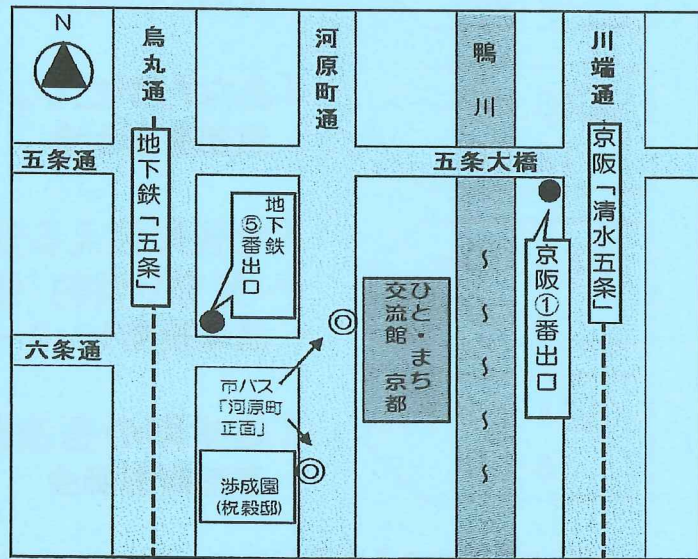 N
烏丸通
河原町通
鴨川
川端通
五条通
五条大橋
地下鉄「五条」
地下鉄
⑤番出口
京阪「清水五条」
京阪①番出口
ひと・まち
交流館 京都
六条通
市バス
「河原町
正面」
渉成園
(枳殻邸)